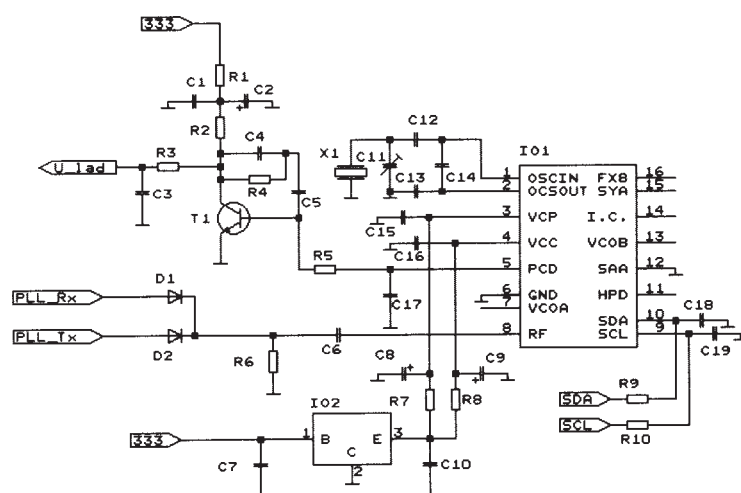 333
R1
C1
C2
R2
C4
C12
IO1
X1
C11
1 OSCIN FX8 16
U_lad
R3
C13
C14
2 OCSOUT SYA 15
R4
C3
C5
C15
3 VCP I.C. 14
T1
C16
4 VCC VCOB 13
R5
5 PCD SAA 12
D1
6 GND HPD 11
PLL_Rx
C17
7 VCOA
SDA 10
C18
PLL_Tx
8 RF SCL 9
D2
C6
C19
R6
C8
C9
IO2
R7
R8
R9
SDA
333
1 B E 3
SCL
C
R10
C7
2
C10